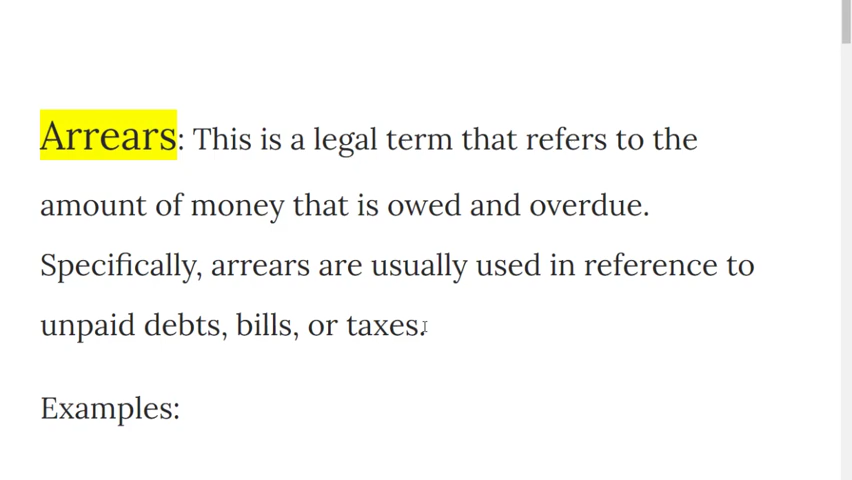 Arrears: This is a legal term that refers to the
amount of money that is owed and overdue.
Specifically, arrears are usually used in reference to
unpaid debts, bills, or taxes.
Examples: